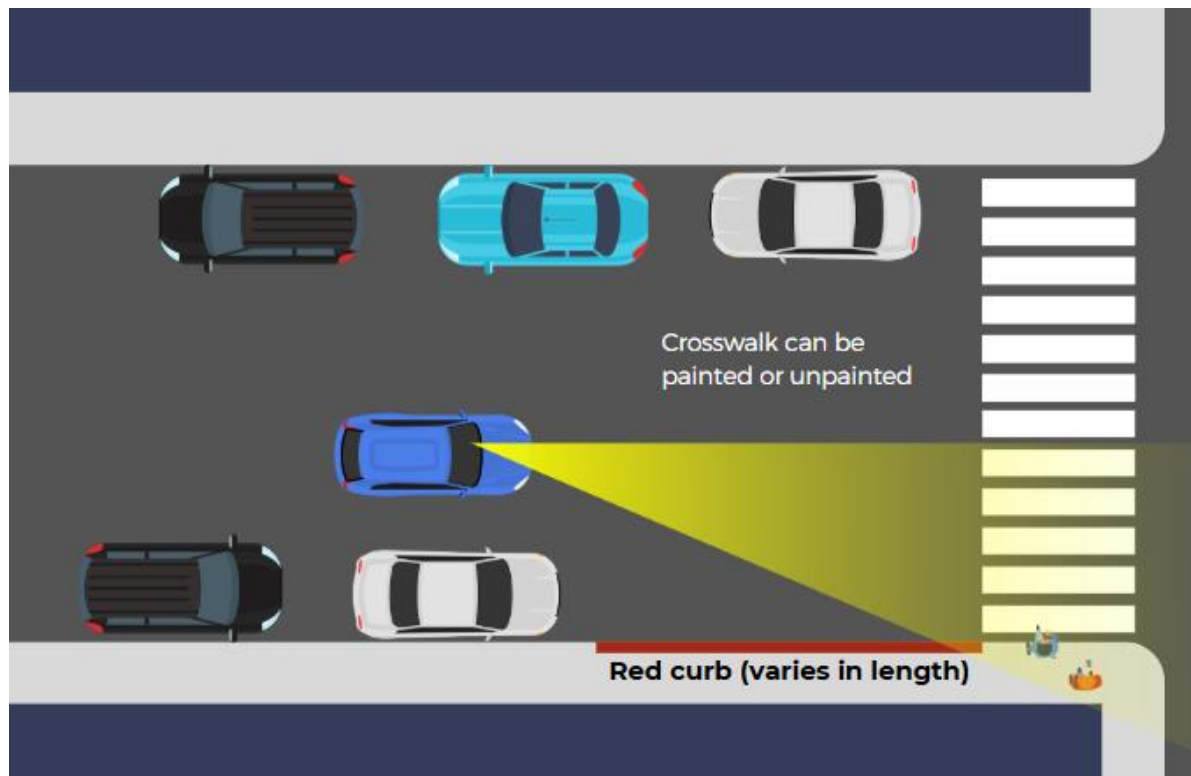 Crosswalk can be
painted or unpainted
Red curb (varies in length)